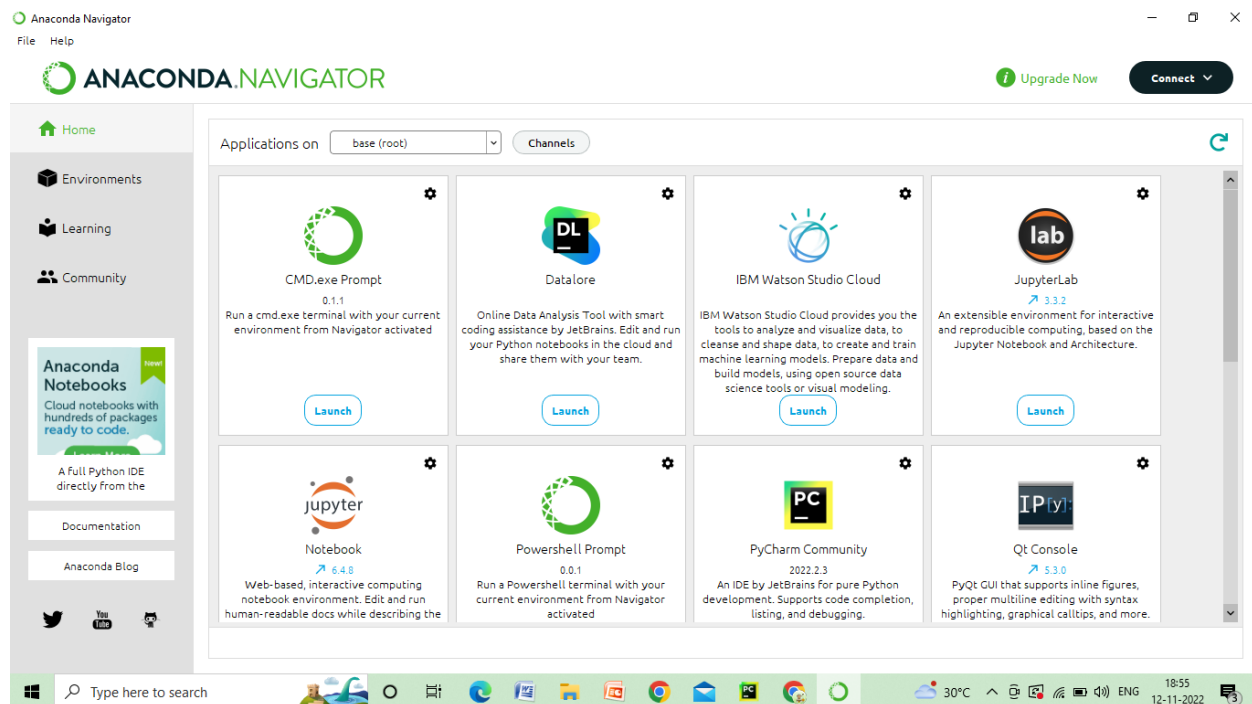 Anaconda Navigator
File Help
ANACONDA.NAVIGATOR
Upgrade Now
Connect
Home
Environments
Learning
Community
Anaconda
Notebooks
New!
Cloud notebooks with
hundreds of packages
ready to code.
A full Python IDE
directly from the
Documentation
Anaconda Blog
You
Tube
Applications on base (root) Channels
CMD.exe Prompt
0.1.1
Run a cmd.exe terminal with your current
environment from Navigator activated
Launch
DL
Datalore
Online Data Analysis Tool with smart
coding assistance by JetBrains. Edit and run
your Python notebooks in the cloud and
share them with your team.
Launch
IBM Watson Studio Cloud
IBM Watson Studio Cloud provides you the
tools to analyze and visualize data, to
cleanse and shape data, to create and train
machine learning models. Prepare data and
build models, using open source data
science tools or visual modeling.
Launch
lab
JupyterLab
3.3.2
An extensible environment for interactive
and reproducible computing, based on the
Jupyter Notebook and Architecture.
Launch
jupyter
Notebook
6.4.8
Web-based, interactive computing
notebook environment. Edit and run
human-readable docs while describing the
Powershell Prompt
0.0.1
Run a Powershell terminal with your
current environment from Navigator
activated
PC
PyCharm Community
2022.2.3
An IDE by JetBrains for pure Python
development. Supports code completion,
listing, and debugging.
IP[y]:
Qt Console
5.3.0
PyQt GUI that supports inline figures,
proper multiline editing with syntax
highlighting, graphical calltips, and more.
Type here to search
PC
30°C
ENG
18:55
12-11-2022
3